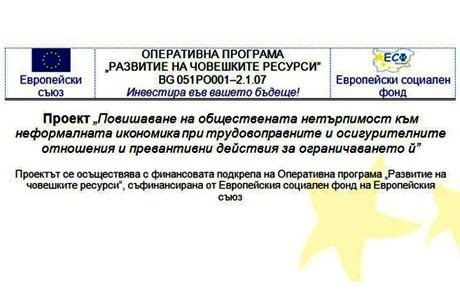 ОПЕРАТИВНА ПРОГРАМА
„РАЗВИТИЕ НА ЧОВЕШКИТЕ РЕСУРСИ"
BG 051PO001–2.1.07
Инвестира във вашето бъдеще!
Европейски
съюз
ЕСФ
Европейски социален
фонд
Проект „Повишаване на обществената нетърпимост към
неформалната икономика при трудовоправните и осигурителните
отношения и превантивни действия за ограничаването й"
Проектът се осъществява с финансовата подкрепа на Оперативна програма „Развитие на
човешките ресурси", съфинансирана от Европейския социален фонд на Европейския
съюз